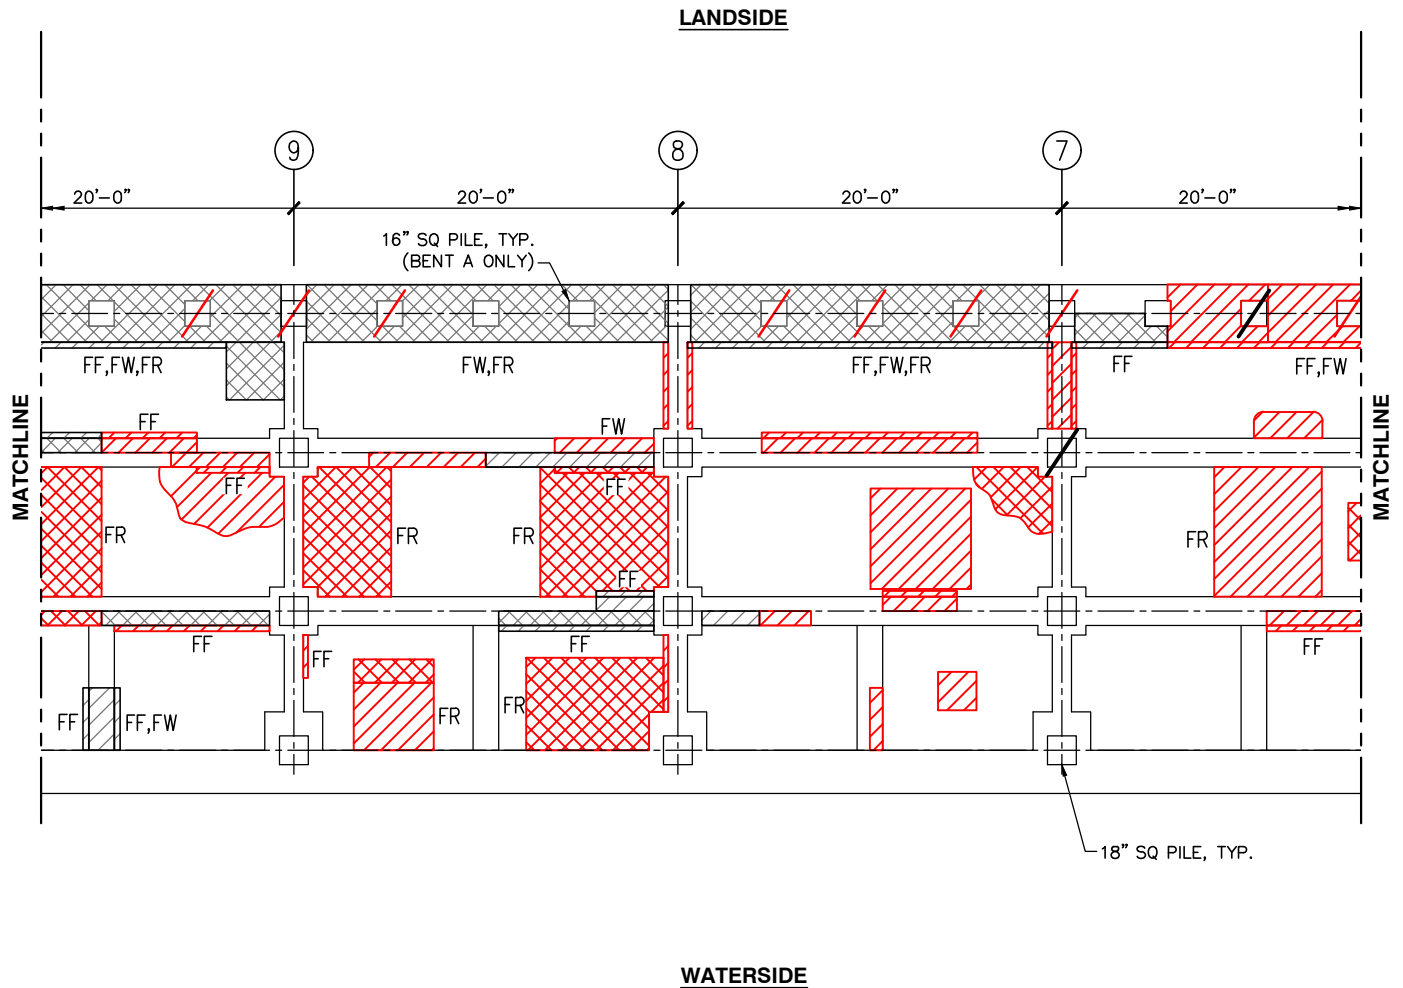 LANDSIDE
9
8
7
20'-0"
20'-0"
20'-0"
20'-0"
16" SQ PILE, TYP.
(BENT A ONLY)
FF,FW,FR
FW,FR
FF,FW,FR
FF
FF,FW
MATCHLINE
MATCHLINE
FF
FW
FF
FF
FR
FR
FR
FR
FF
FF
FF
FF
FF
FF
FF,FW
FR
FR
18" SQ PILE, TYP.
WATERSIDE